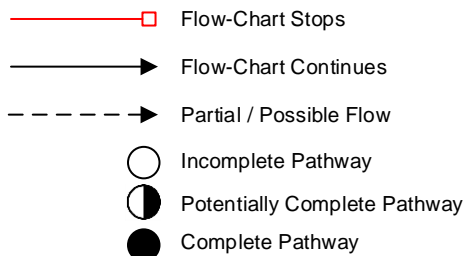 Flow-Chart Stops
Flow-Chart Continues
Partial / Possible Flow
Incomplete Pathway
Potentially Complete Pathway
Complete Pathway